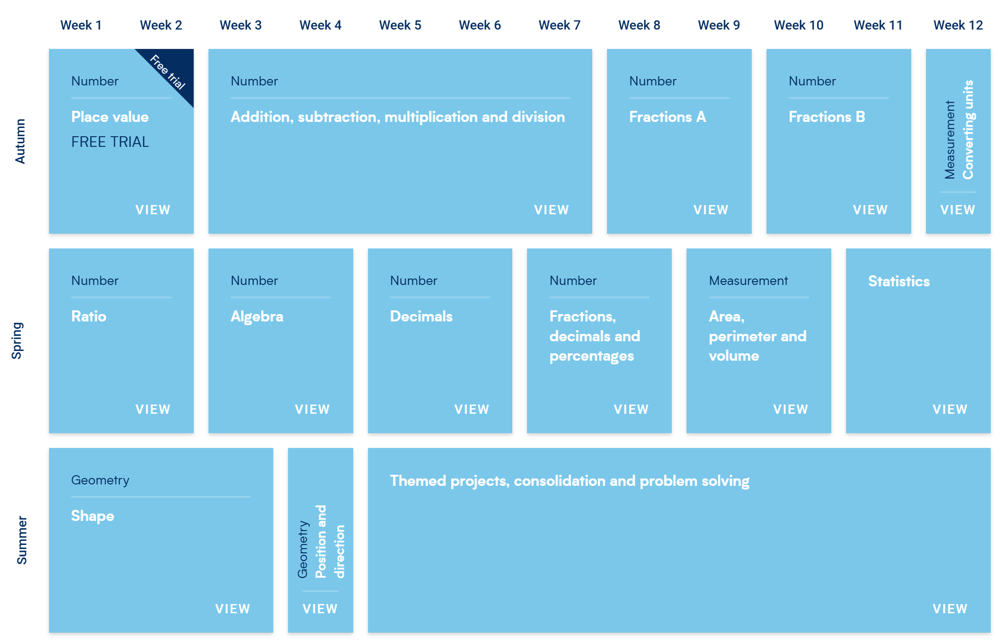 Week 1
Week 2
Week 3
Week 4
Week 5
Week 6
Week 7
Week 8
Week 9
Week 10
Week 11
Week 12
Autumn
Free trial
Number
Place value
FREE TRIAL
VIEW
Number
Addition, subtraction, multiplication and division
VIEW
Number
Fractions A
VIEW
Number
Fractions B
VIEW
Measurement
Converting units
VIEW
Spring
Number
Ratio
VIEW
Number
Algebra
VIEW
Number
Decimals
VIEW
Number
Fractions,
decimals and
percentages
VIEW
Measurement
Area,
perimeter and
volume
VIEW
Statistics
VIEW
Summer
Geometry
Shape
VIEW
Geometry
Position and
direction
VIEW
Themed projects, consolidation and problem solving
VIEW